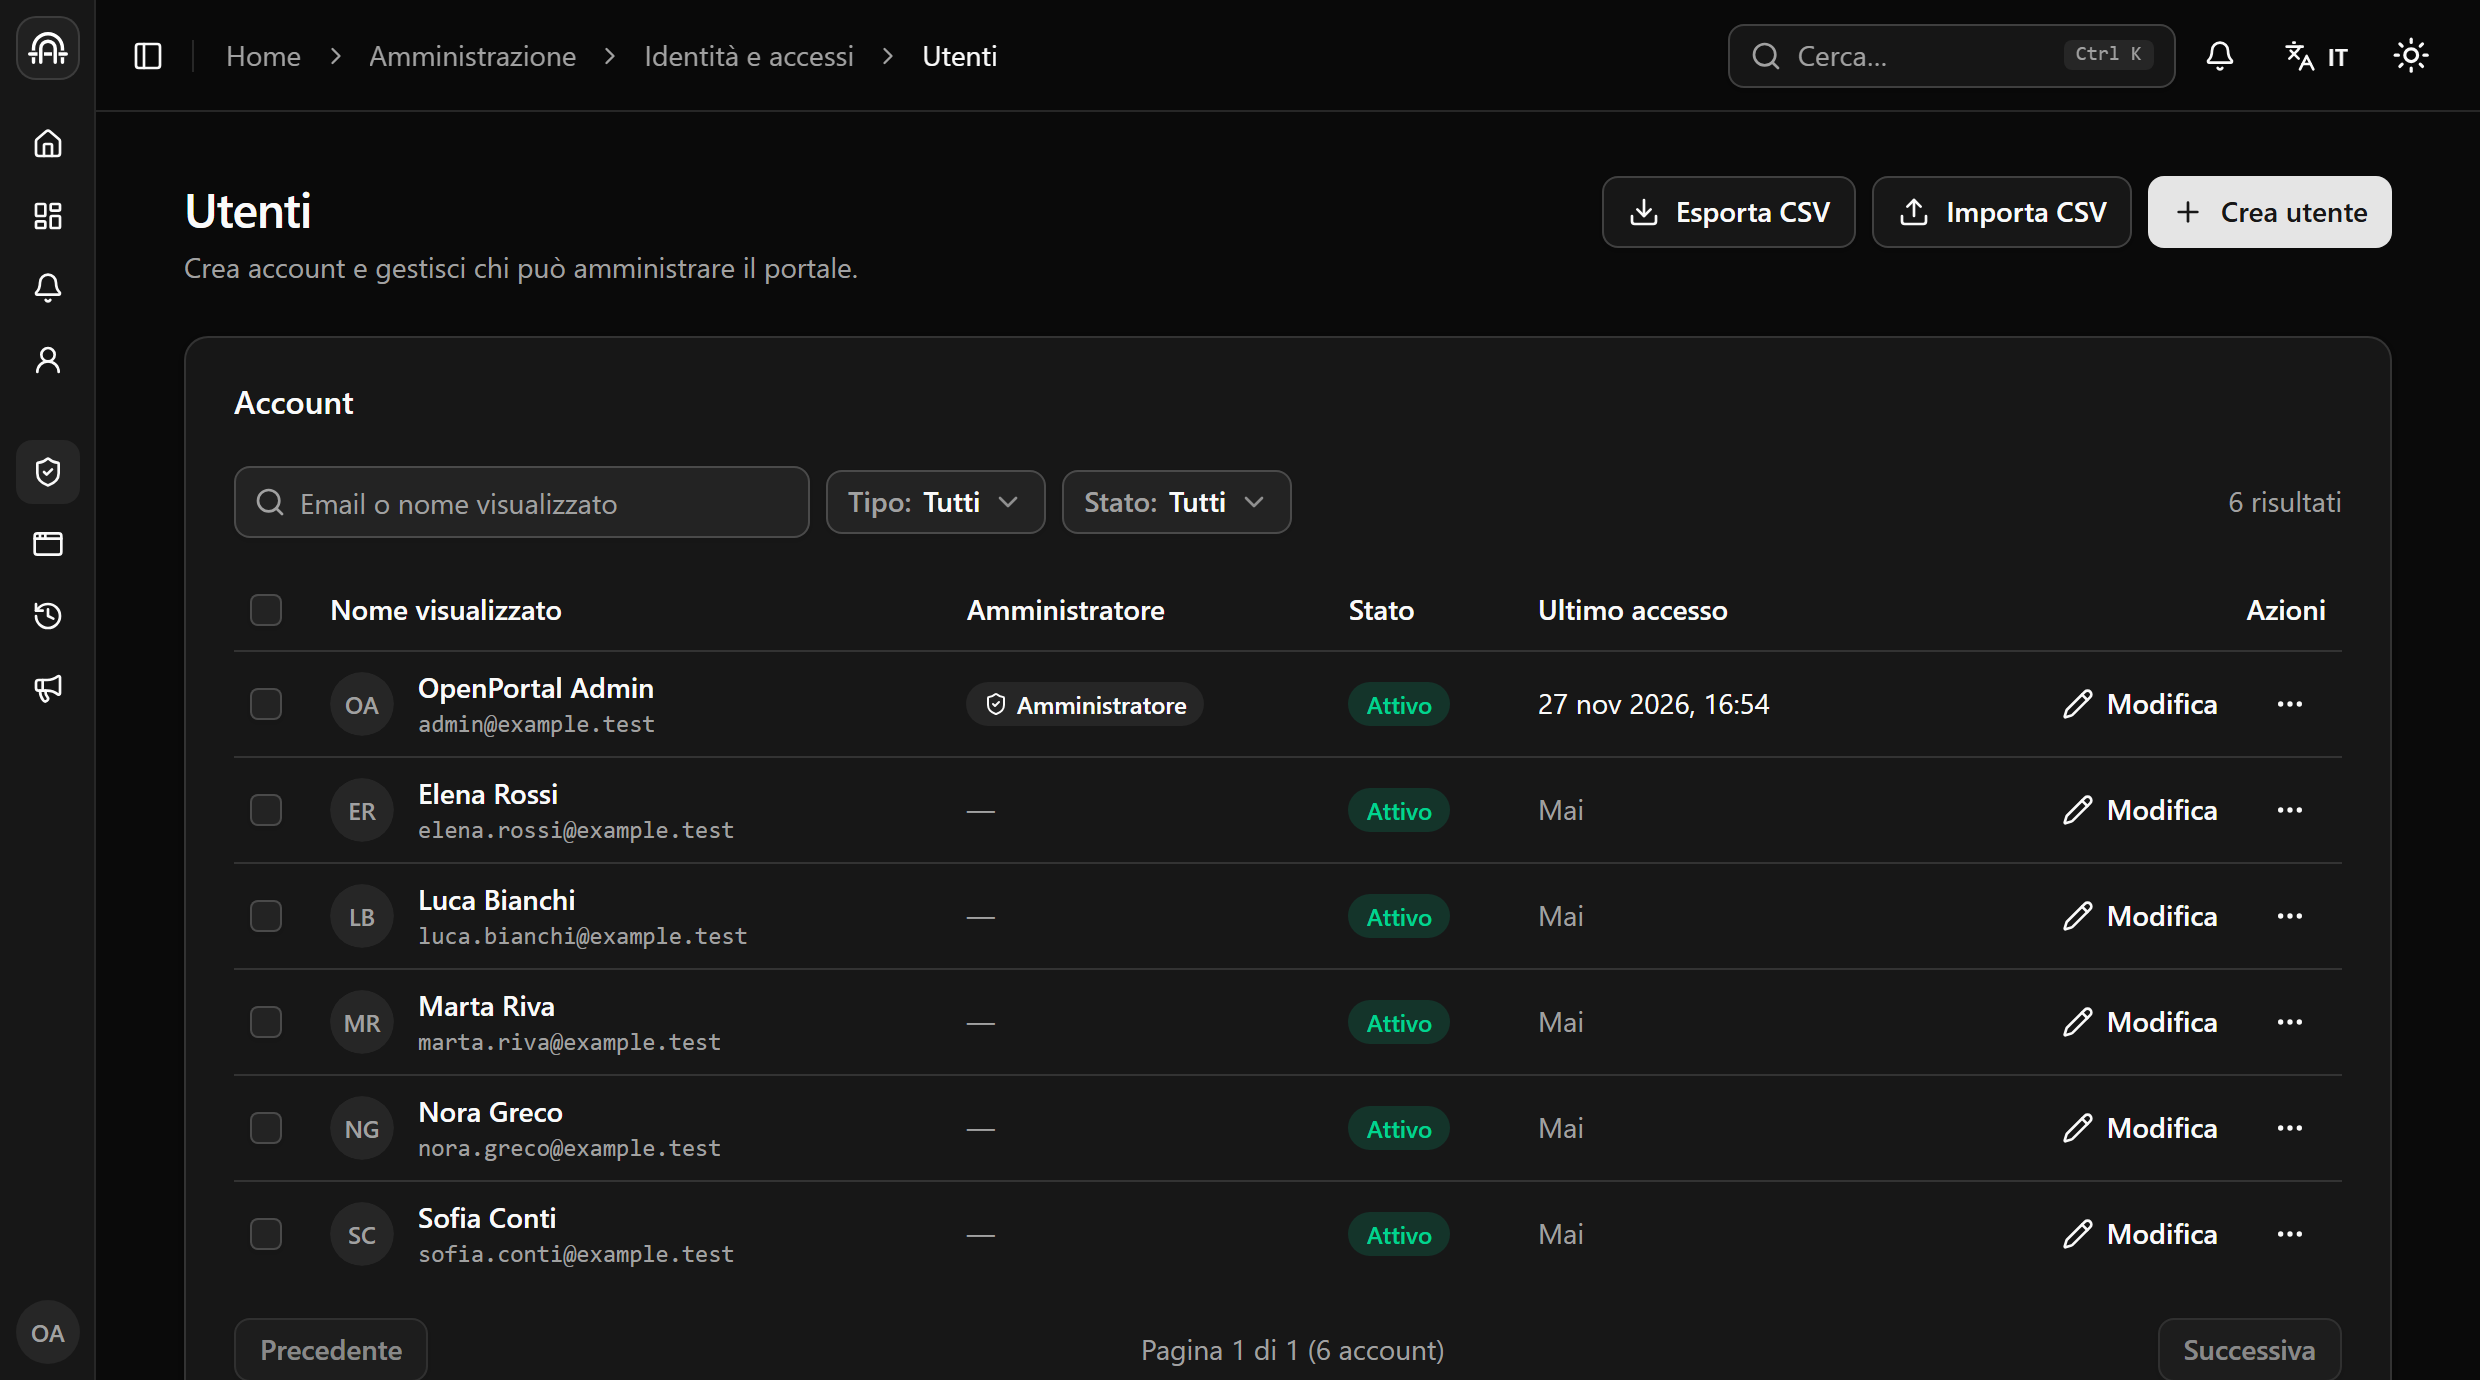 Home > Amministrazione > Identità e accessi > Utenti
Cerca... Ctrl K
IT
Utenti
Crea account e gestisci chi può amministrare il portale.
Esporta CSV
Importa CSV
Crea utente
Account
Email o nome visualizzato
Tipo: Tutti
Stato: Tutti
6 risultati
Nome visualizzato Amministratore Stato Ultimo accesso Azioni
OA OpenPortal Admin
admin@example.test
Amministratore Attivo 27 nov 2026, 16:54 Modifica
ER Elena Rossi
elena.rossi@example.test
— Attivo Mai Modifica
LB Luca Bianchi
luca.bianchi@example.test
— Attivo Mai Modifica
MR Marta Riva
marta.riva@example.test
— Attivo Mai Modifica
NG Nora Greco
nora.greco@example.test
— Attivo Mai Modifica
SC Sofia Conti
sofia.conti@example.test
— Attivo Mai Modifica
OA
Precedente
Pagina 1 di 1 (6 account)
Successiva